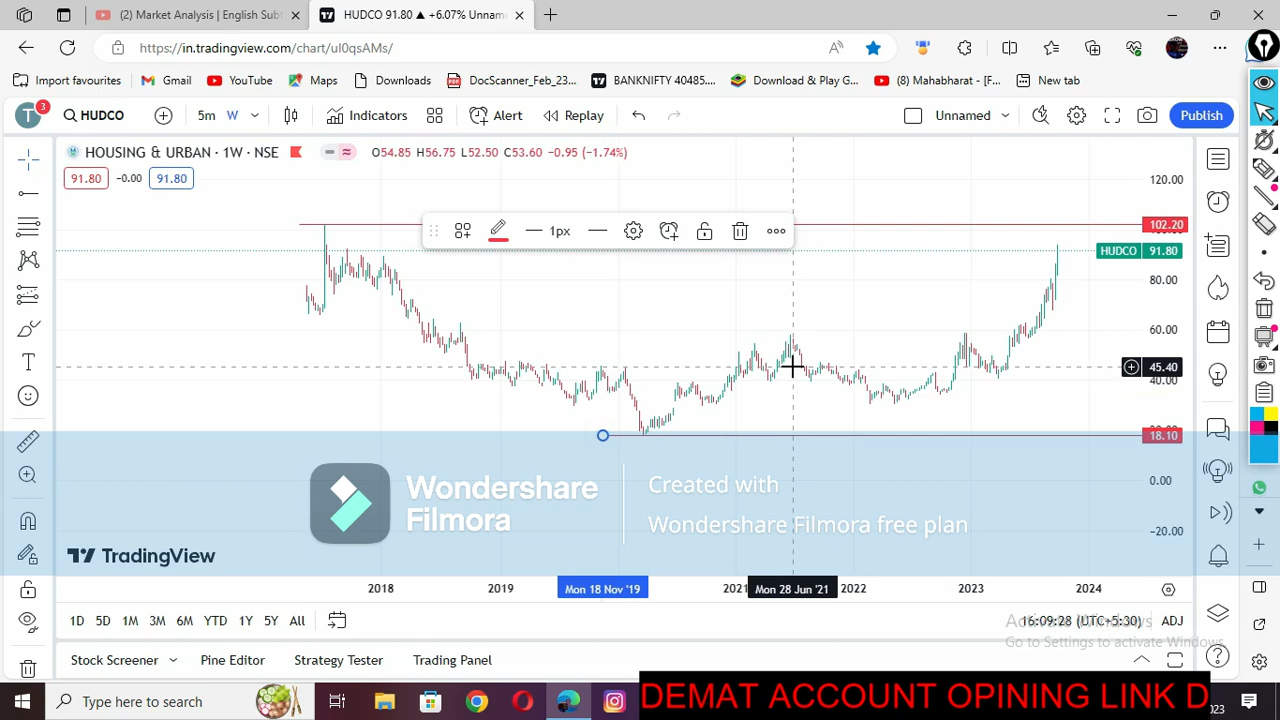 (2) Market Analysis | English Subt
HUDCO 91.80 ▲ +6.07% Unnam
https://in.tradingview.com/chart/ul0qsAMs/
Import favourites
Gmail
YouTube
Maps
Downloads
DocScanner_Feb_23...
BANKNIFTY 40485....
Download & Play G...
(8) Mahabharat - [F...
New tab
T
3
HUDCO
5m
W
Indicators
Alert
Replay
Unnamed
Publish
HOUSING & URBAN · 1W · NSE
O54.85 H56.75 L52.50 C53.60 -0.95 (−1.74%)
91.80
-0.00
91.80
1px
120.00
102.20
HUDCO 91.80
80.00
60.00
45.40
40.00
18.10
0.00
−20.00
Wondershare
Filmora
Created with
Wondershare Filmora free plan
TradingView
2018
2019
Mon 18 Nov '19
2021
Mon 28 Jun '21
2022
2023
2024
1D
5D
1M
3M
6M
YTD
1Y
5Y
All
16:09:28 (UTC+5:30)
ADJ
Activate Windows
Go to Settings to activate Windows.
Stock Screener
Pine Editor
Strategy Tester
Trading Panel
Type here to search
DEMAT ACCOUNT OPINING LINK D